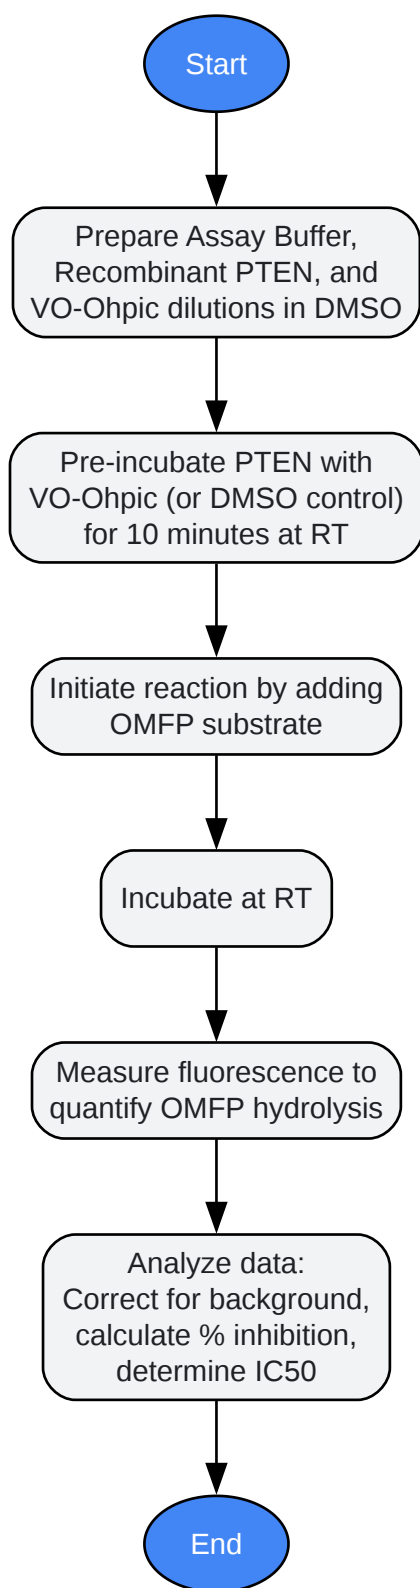 Start
Prepare Assay Buffer,
Recombinant PTEN, and
VO-Ohpic dilutions in DMSO
Pre-incubate PTEN with
VO-Ohpic (or DMSO control)
for 10 minutes at RT
Initiate reaction by adding
OMFP substrate
Incubate at RT
Measure fluorescence to
quantify OMFP hydrolysis
Analyze data:
Correct for background,
calculate % inhibition,
determine IC50
End